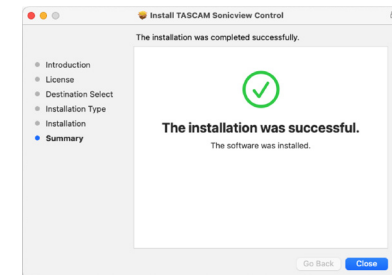 Install TASCAM Sonicview Control
The installation was completed successfully.
Introduction
License
Destination Select
Installation Type
Installation
Summary
The installation was successful.
The software was installed.
Go Back
Close